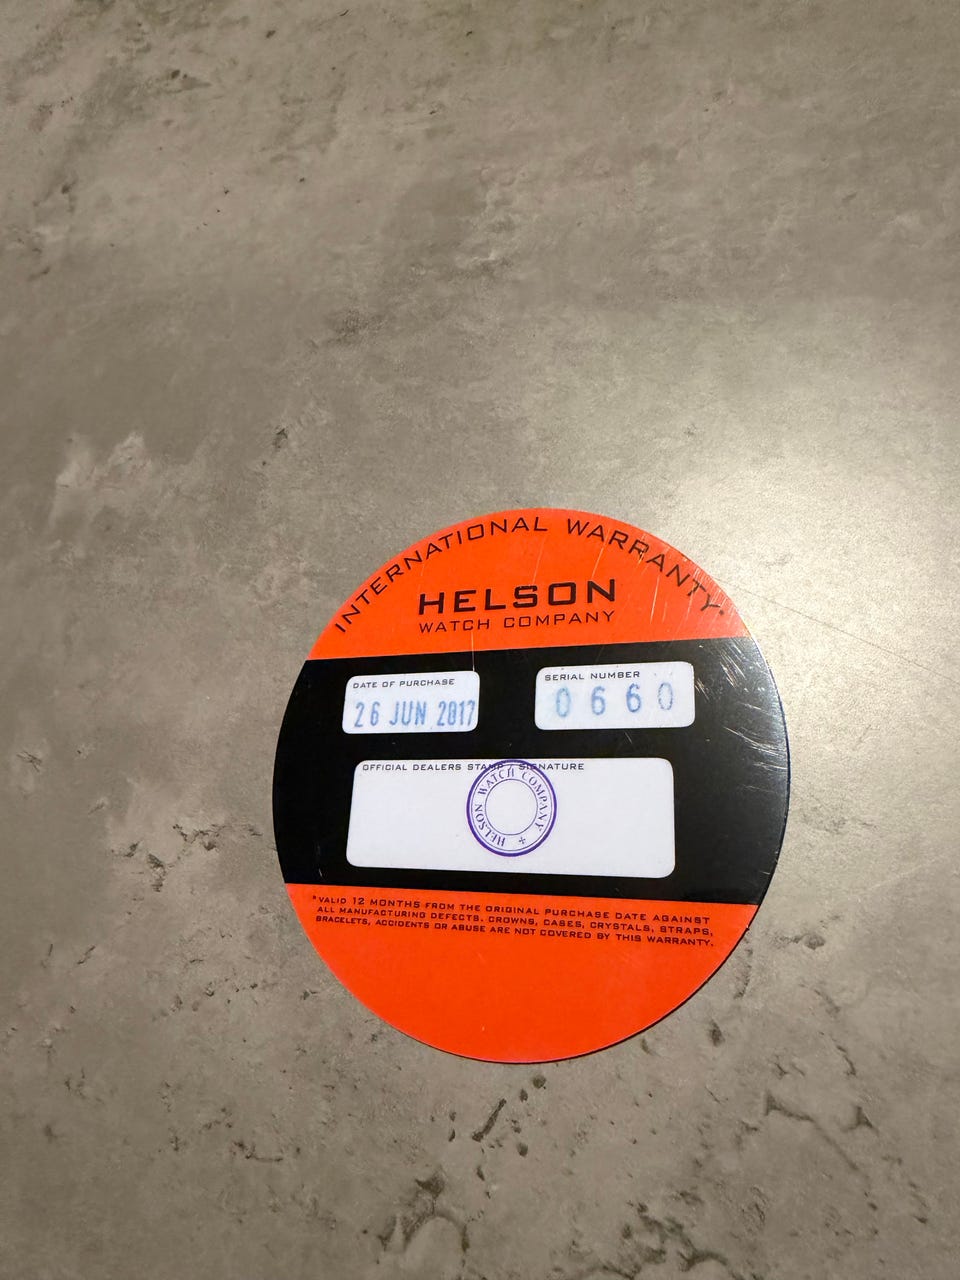 INTERNATIONAL WARRANTY*
HELSON
WATCH COMPANY
DATE OF PURCHASE
26 JUN 2017
SERIAL NUMBER
0660
OFFICIAL DEALERS STAMP / SIGNATURE
HELSON WATCH COMPANY
*VALID 12 MONTHS FROM THE ORIGINAL PURCHASE DATE AGAINST
ALL MANUFACTURING DEFECTS. CROWNS, CASES, CRYSTALS, STRAPS,
BRACELETS, ACCIDENTS OR ABUSE ARE NOT COVERED BY THIS WARRANTY.